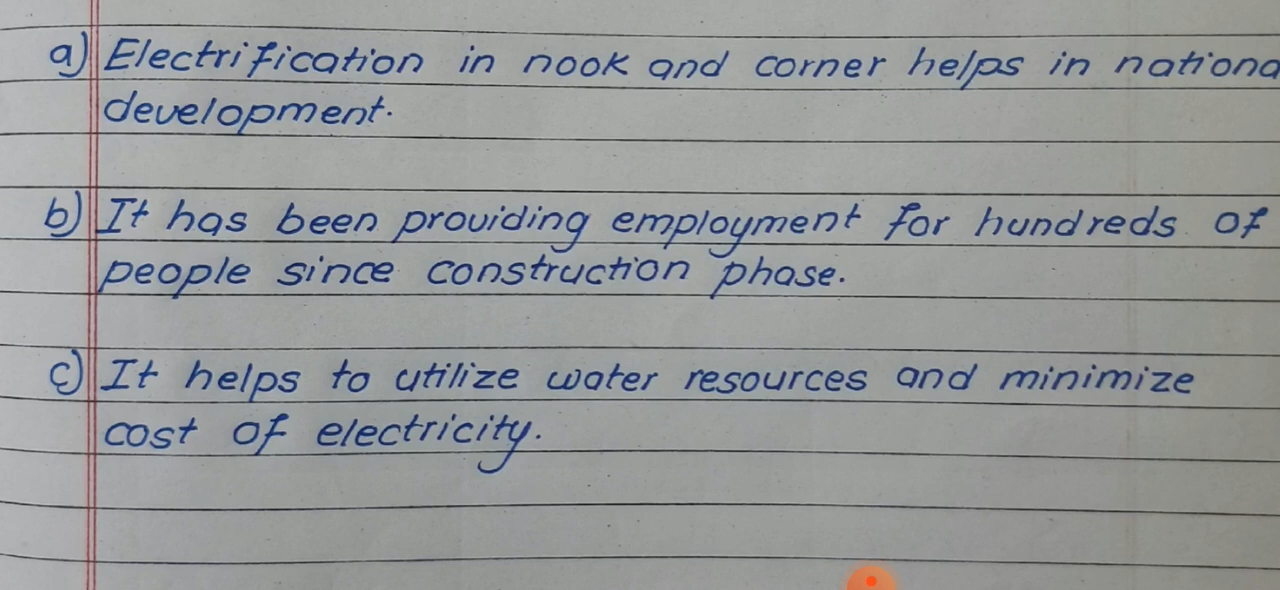 a) Electrification in nook and corner helps in nationa
development.
b) It has been providing employment for hundreds of
people since construction phase.
c) It helps to utilize water resources and minimize
cost of electricity.